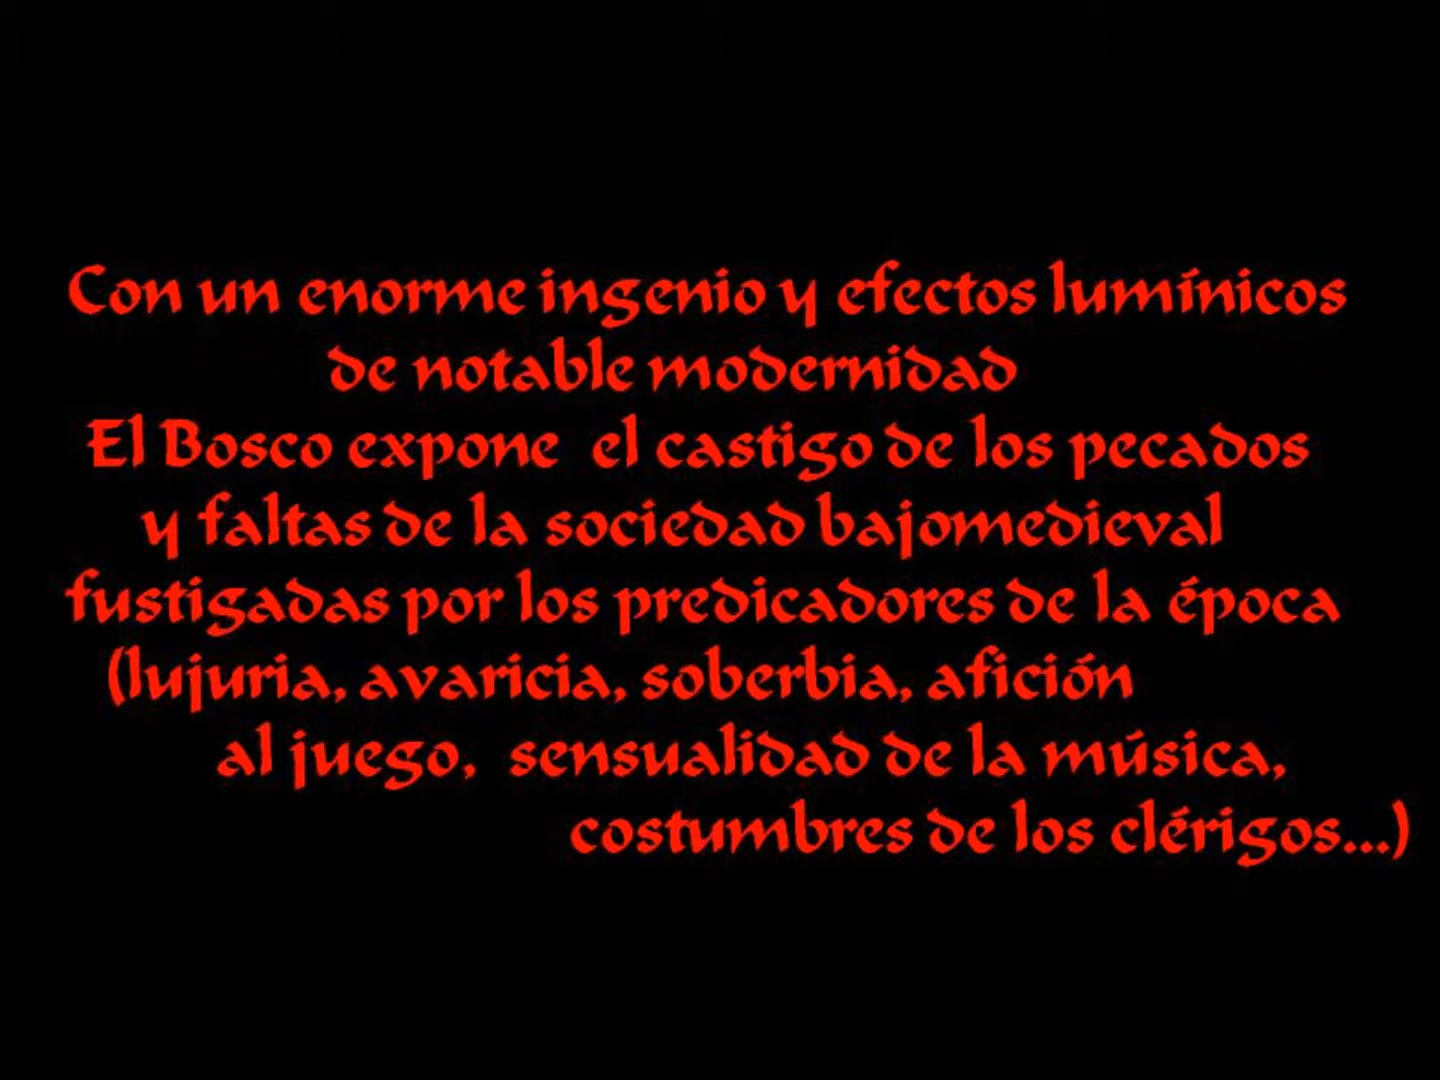 Con un enorme ingenio y efectos lumínicos
de notable modernidad
El Bosco expone el castigo de los pecados
y faltas de la sociedad bajomedieval
fustigadas por los predicadores de la época
(lujuria, avaricia, soberbia, afición
al juego, sensualidad de la música,
costumbres de los clérigos...)